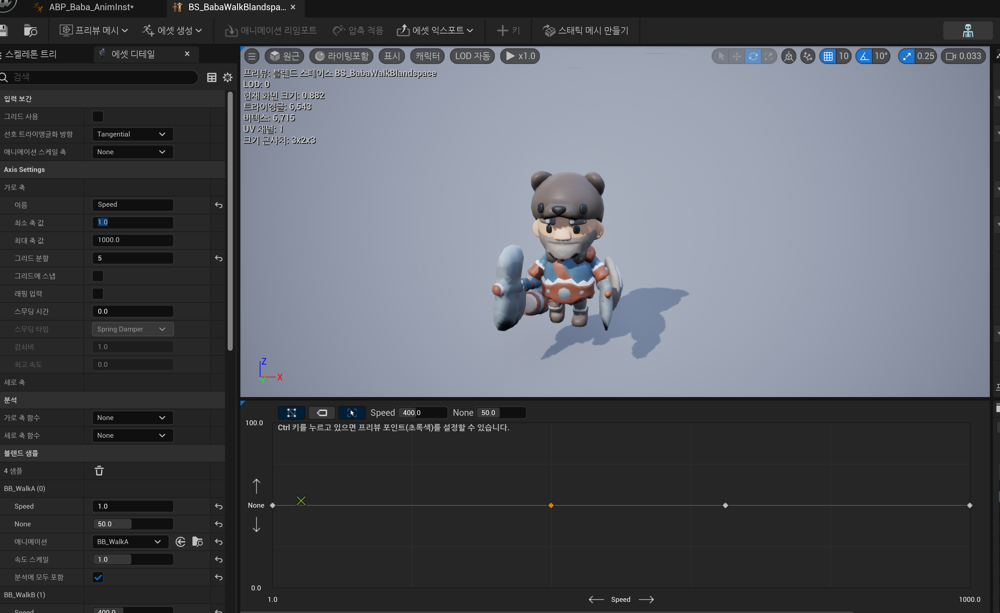 ABP_Baba_AnimInst*
BS_BabaWalkBlandspa...
프리뷰 메시
에셋 생성
애니메이션 리임포트
압축 적용
에셋 익스포트
키
스태틱 메시 만들기
스켈레톤 트리
에셋 디테일
검색
입력 보간
그리드 사용
선호 트라이앵글화 방향
Tangential
애니메이션 스케일 축
None
Axis Settings
가로 축
이름
Speed
최소 축 값
1.0
최대 축 값
1000.0
그리드 분할
5
그리드에 스냅
래핑 입력
스무딩 시간
0.0
스무딩 타입
Spring Damper
감쇠비
1.0
최고 속도
0.0
세로 축
분석
가로 축 함수
None
세로 축 함수
None
블렌드 샘플
4 샘플
BB_WalkA (0)
Speed
1.0
None
50.0
애니메이션
BB_WalkA
속도 스케일
1.0
분석에 모두 포함
BB_WalkB (1)
Speed
400.0
원근
라이팅포함
표시
캐릭터
LOD 자동
x1.0
10
10°
0.25
0.033
프리뷰: 블렌드 스페이스 BS_BabaWalkBlandspace
LOD: 0
현재 화면 크기: 0.882
트라이앵글: 6,543
버텍스: 6,715
UV 채널: 1
크기 근사치: 3x2x3
Z
X
Y
Speed
400.0
None
50.0
100.0
Ctrl 키를 누르고 있으면 프리뷰 포인트(초록색)를 설정할 수 있습니다.
None
0.0
1.0
Speed
1000.0